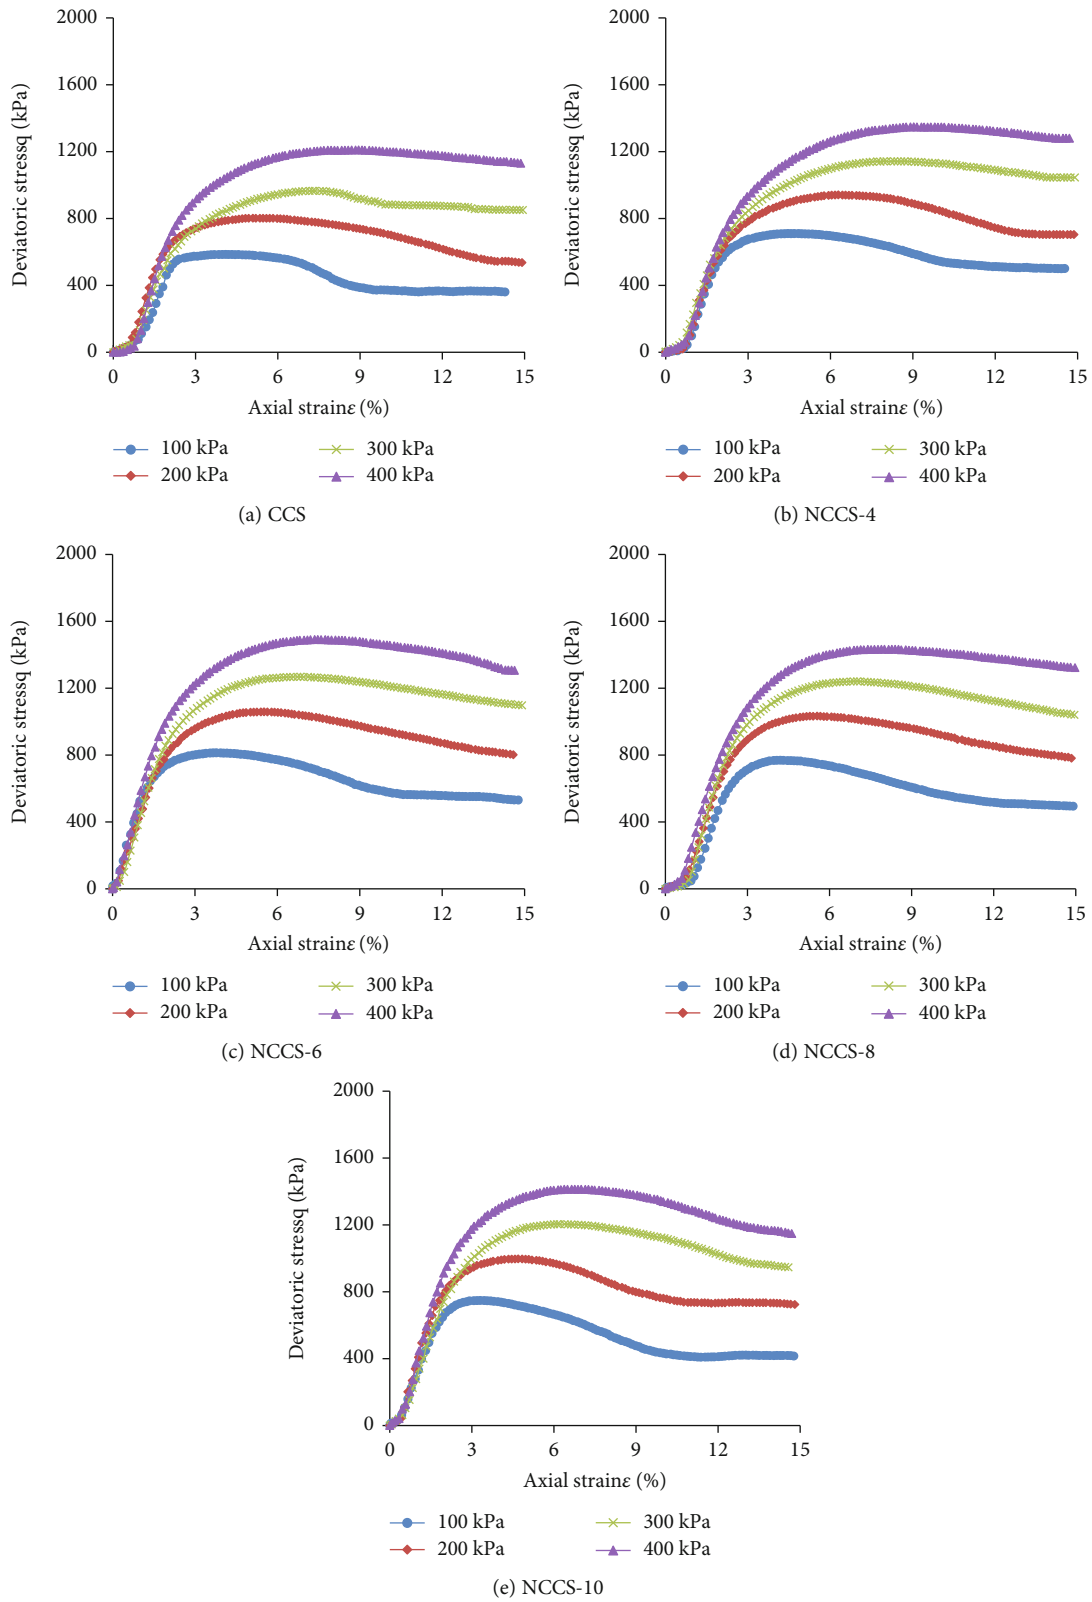 2000
1600
1200
800
400
0
Deviatoric stressq (kPa)
0 3 6 9 12 15
Axial strainε (%)
100 kPa 300 kPa
200 kPa 400 kPa
(a) CCS
2000
1600
1200
800
400
0
Deviatoric stressq (kPa)
0 3 6 9 12 15
Axial strainε (%)
100 kPa 300 kPa
200 kPa 400 kPa
(b) NCCS-4
2000
1600
1200
800
400
0
Deviatoric stressq (kPa)
0 3 6 9 12 15
Axial strainε (%)
100 kPa 300 kPa
200 kPa 400 kPa
(c) NCCS-6
2000
1600
1200
800
400
0
Deviatoric stressq (kPa)
0 3 6 9 12 15
Axial strainε (%)
100 kPa 300 kPa
200 kPa 400 kPa
(d) NCCS-8
2000
1600
1200
800
400
0
Deviatoric stressq (kPa)
0 3 6 9 12 15
Axial strainε (%)
100 kPa 300 kPa
200 kPa 400 kPa
(e) NCCS-10